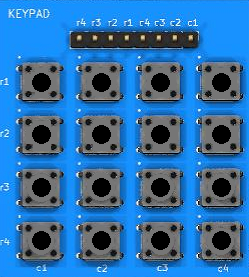 KEYPAD
r4 r3 r2 r1 c4 c3 c2 c1
r1
r2
r3
r4
c1 c2 c3 c4